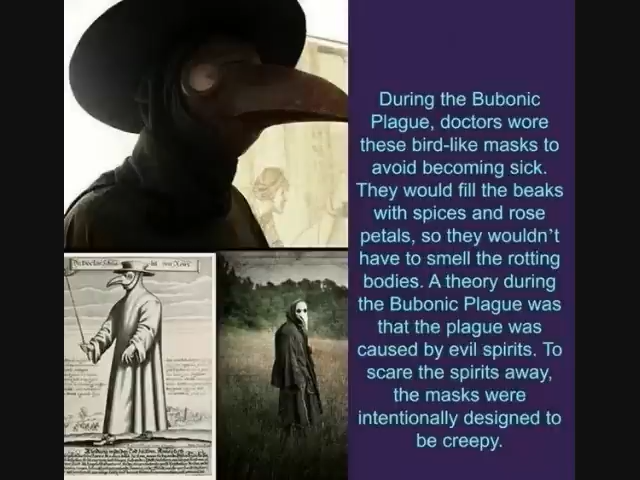 During the Bubonic
Plague, doctors wore
these bird-like masks to
avoid becoming sick.
They would fill the beaks
with spices and rose
petals, so they wouldn't
have to smell the rotting
bodies. A theory during
the Bubonic Plague was
that the plague was
caused by evil spirits. To
scare the spirits away,
the masks were
intentionally designed to
be creepy.